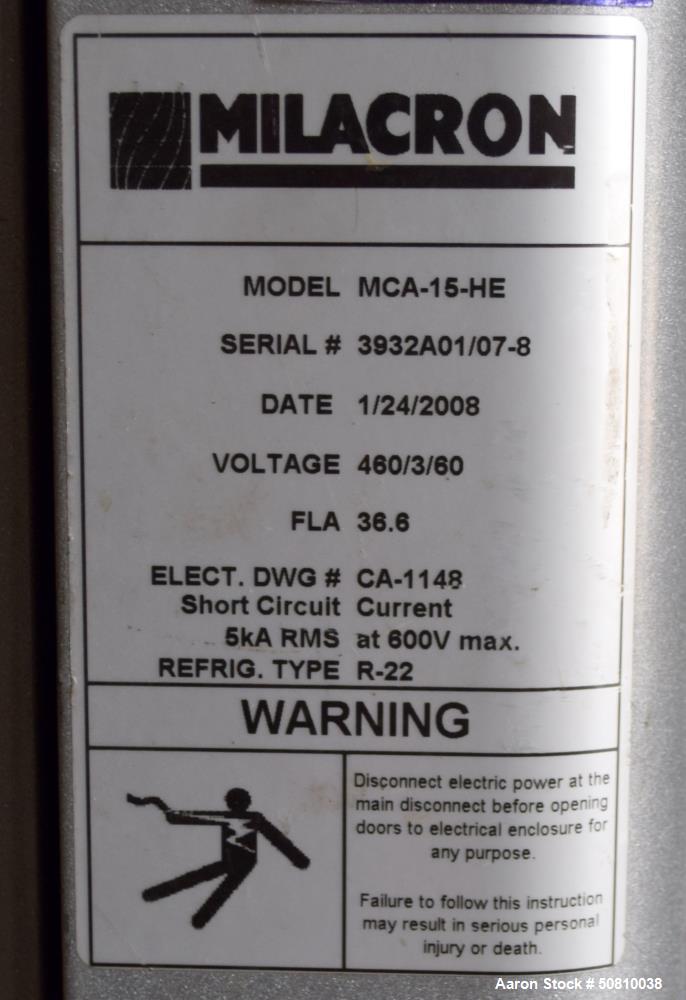 MILACRON
MODEL MCA-15-HE
SERIAL # 3932A01/07-8
DATE 1/24/2008
VOLTAGE 460/3/60
FLA 36.6
ELECT. DWG # CA-1148
Short Circuit Current
5kA RMS at 600V max.
REFRIG. TYPE R-22
WARNING
Disconnect electric power at the
main disconnect before opening
doors to electrical enclosure for
any purpose.
Failure to follow this instruction
may result in serious personal
injury or death.
Aaron Stock # 50810038